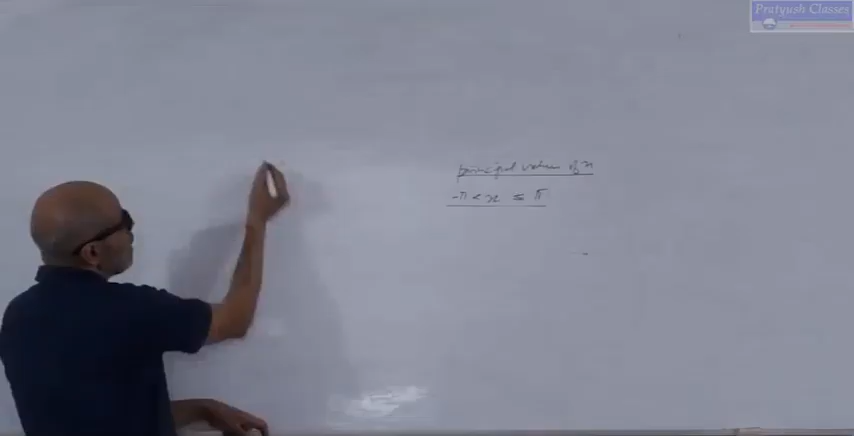 Pratyush Classes
principal value of x
-π < x ≤ π